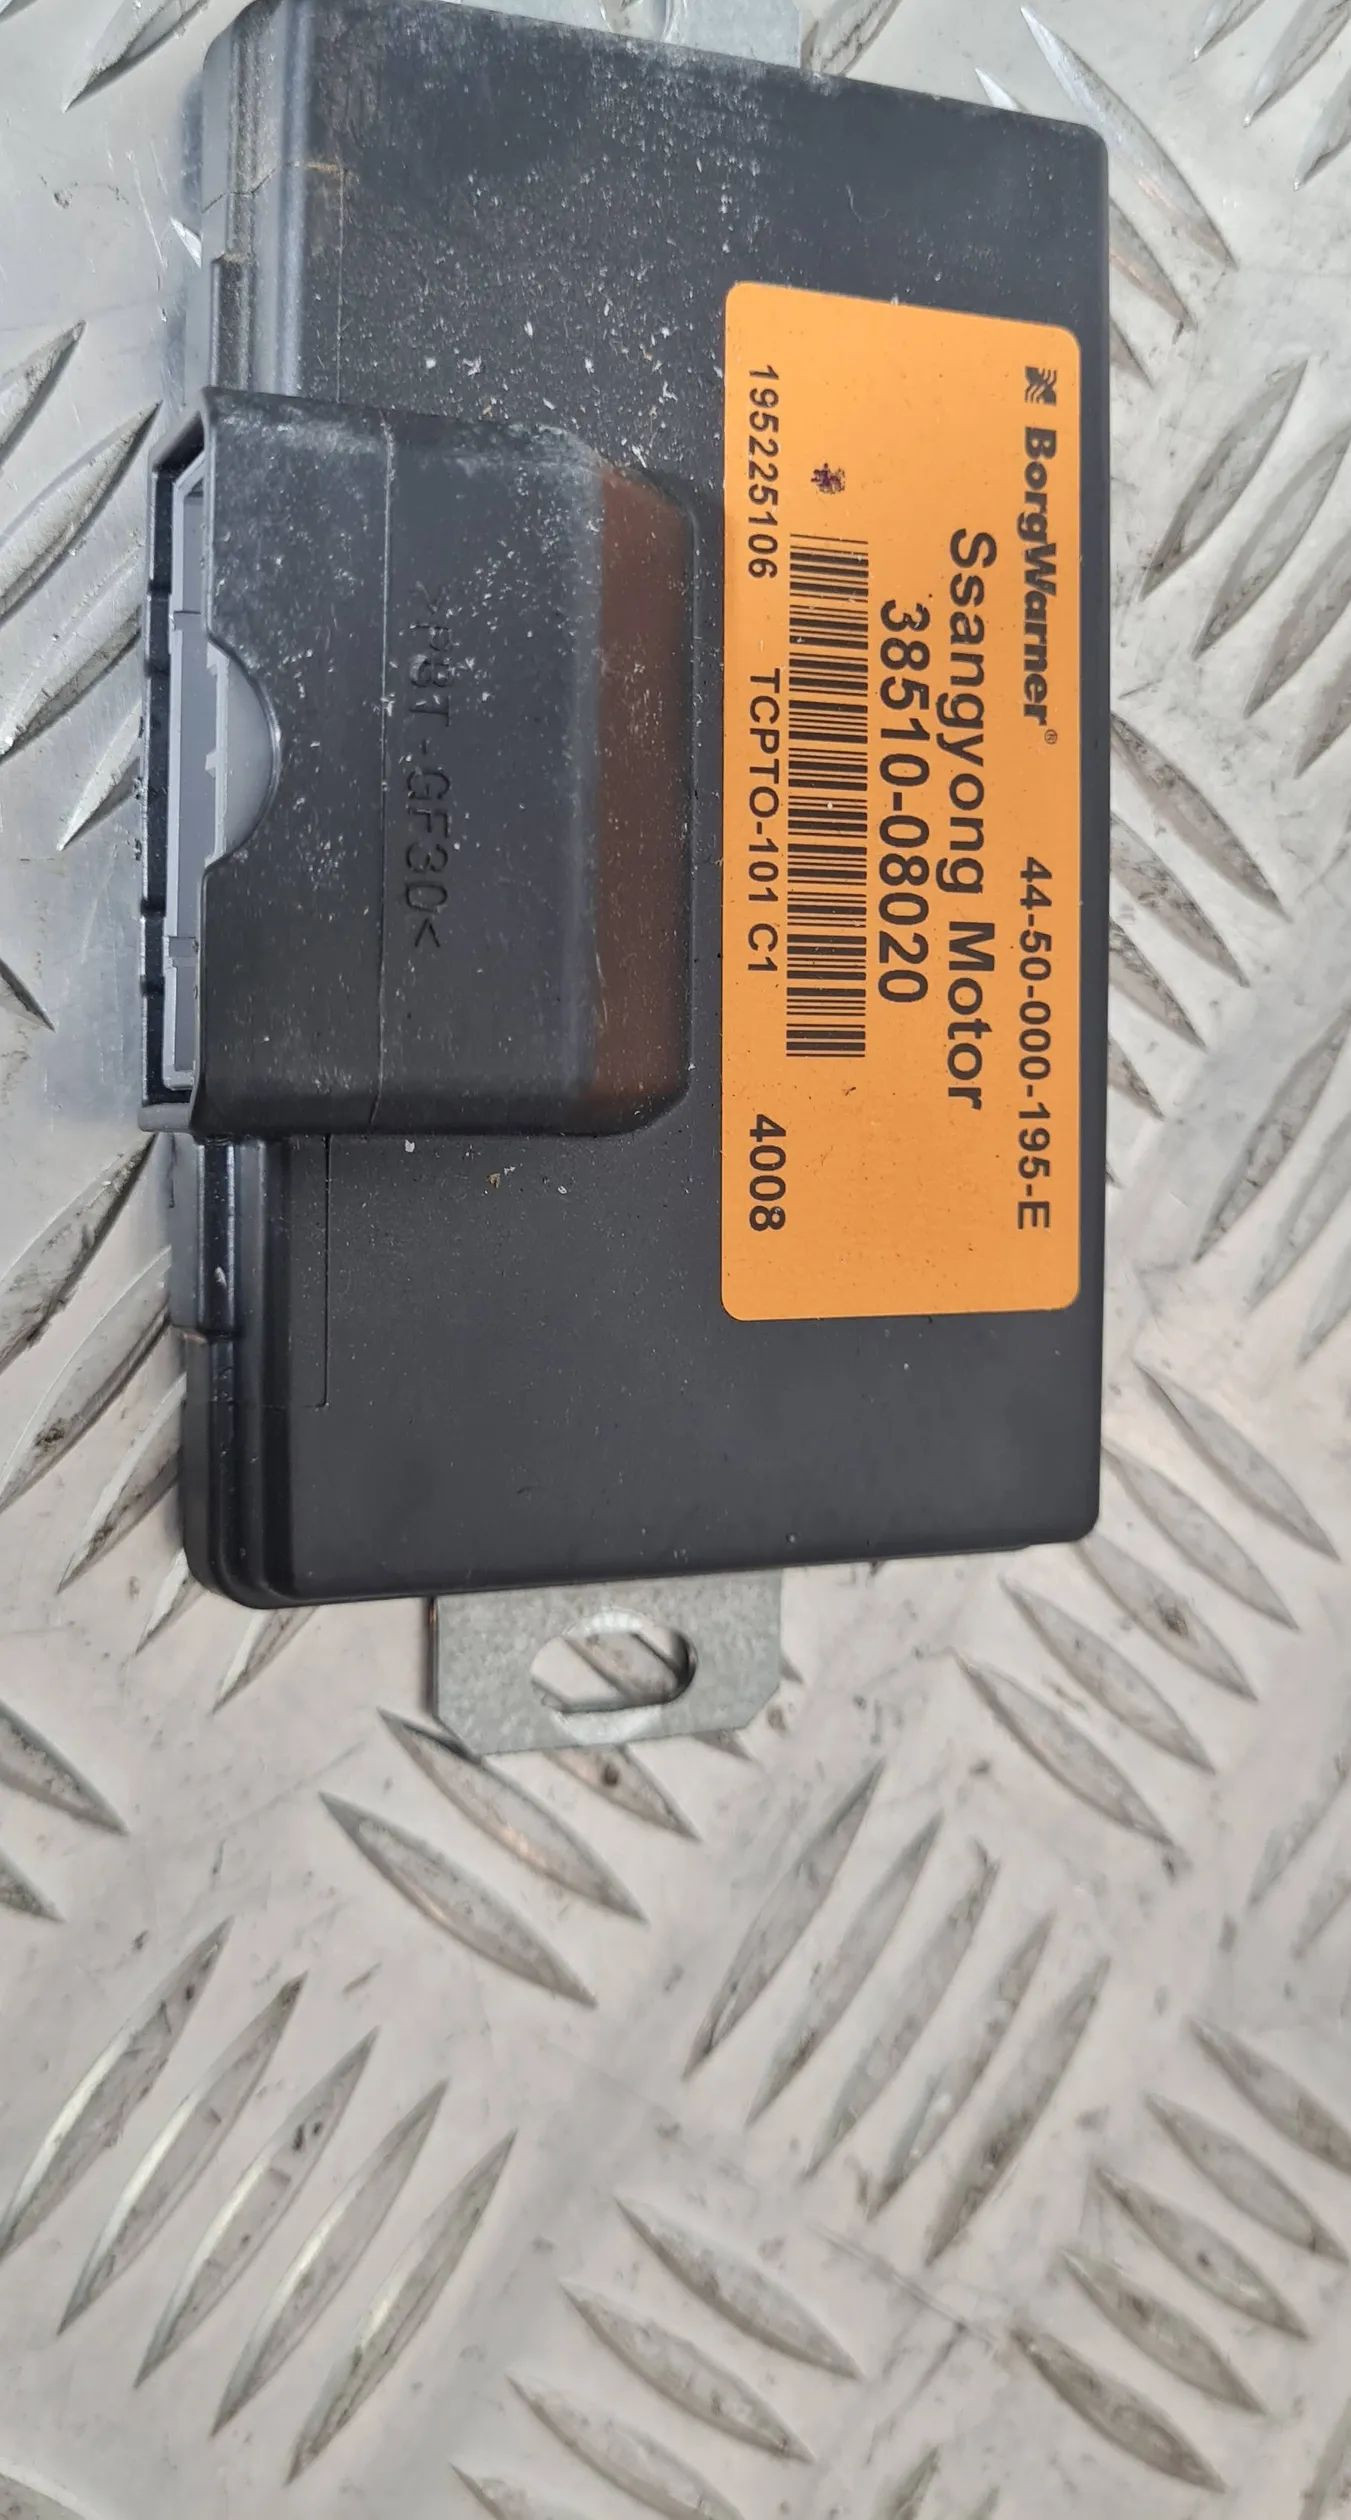 BorgWarner® 44-50-000-195-E
Ssangyong Motor
38510-08020
195225106 TCPTO-101 C1 4008
>PBT-GF30<